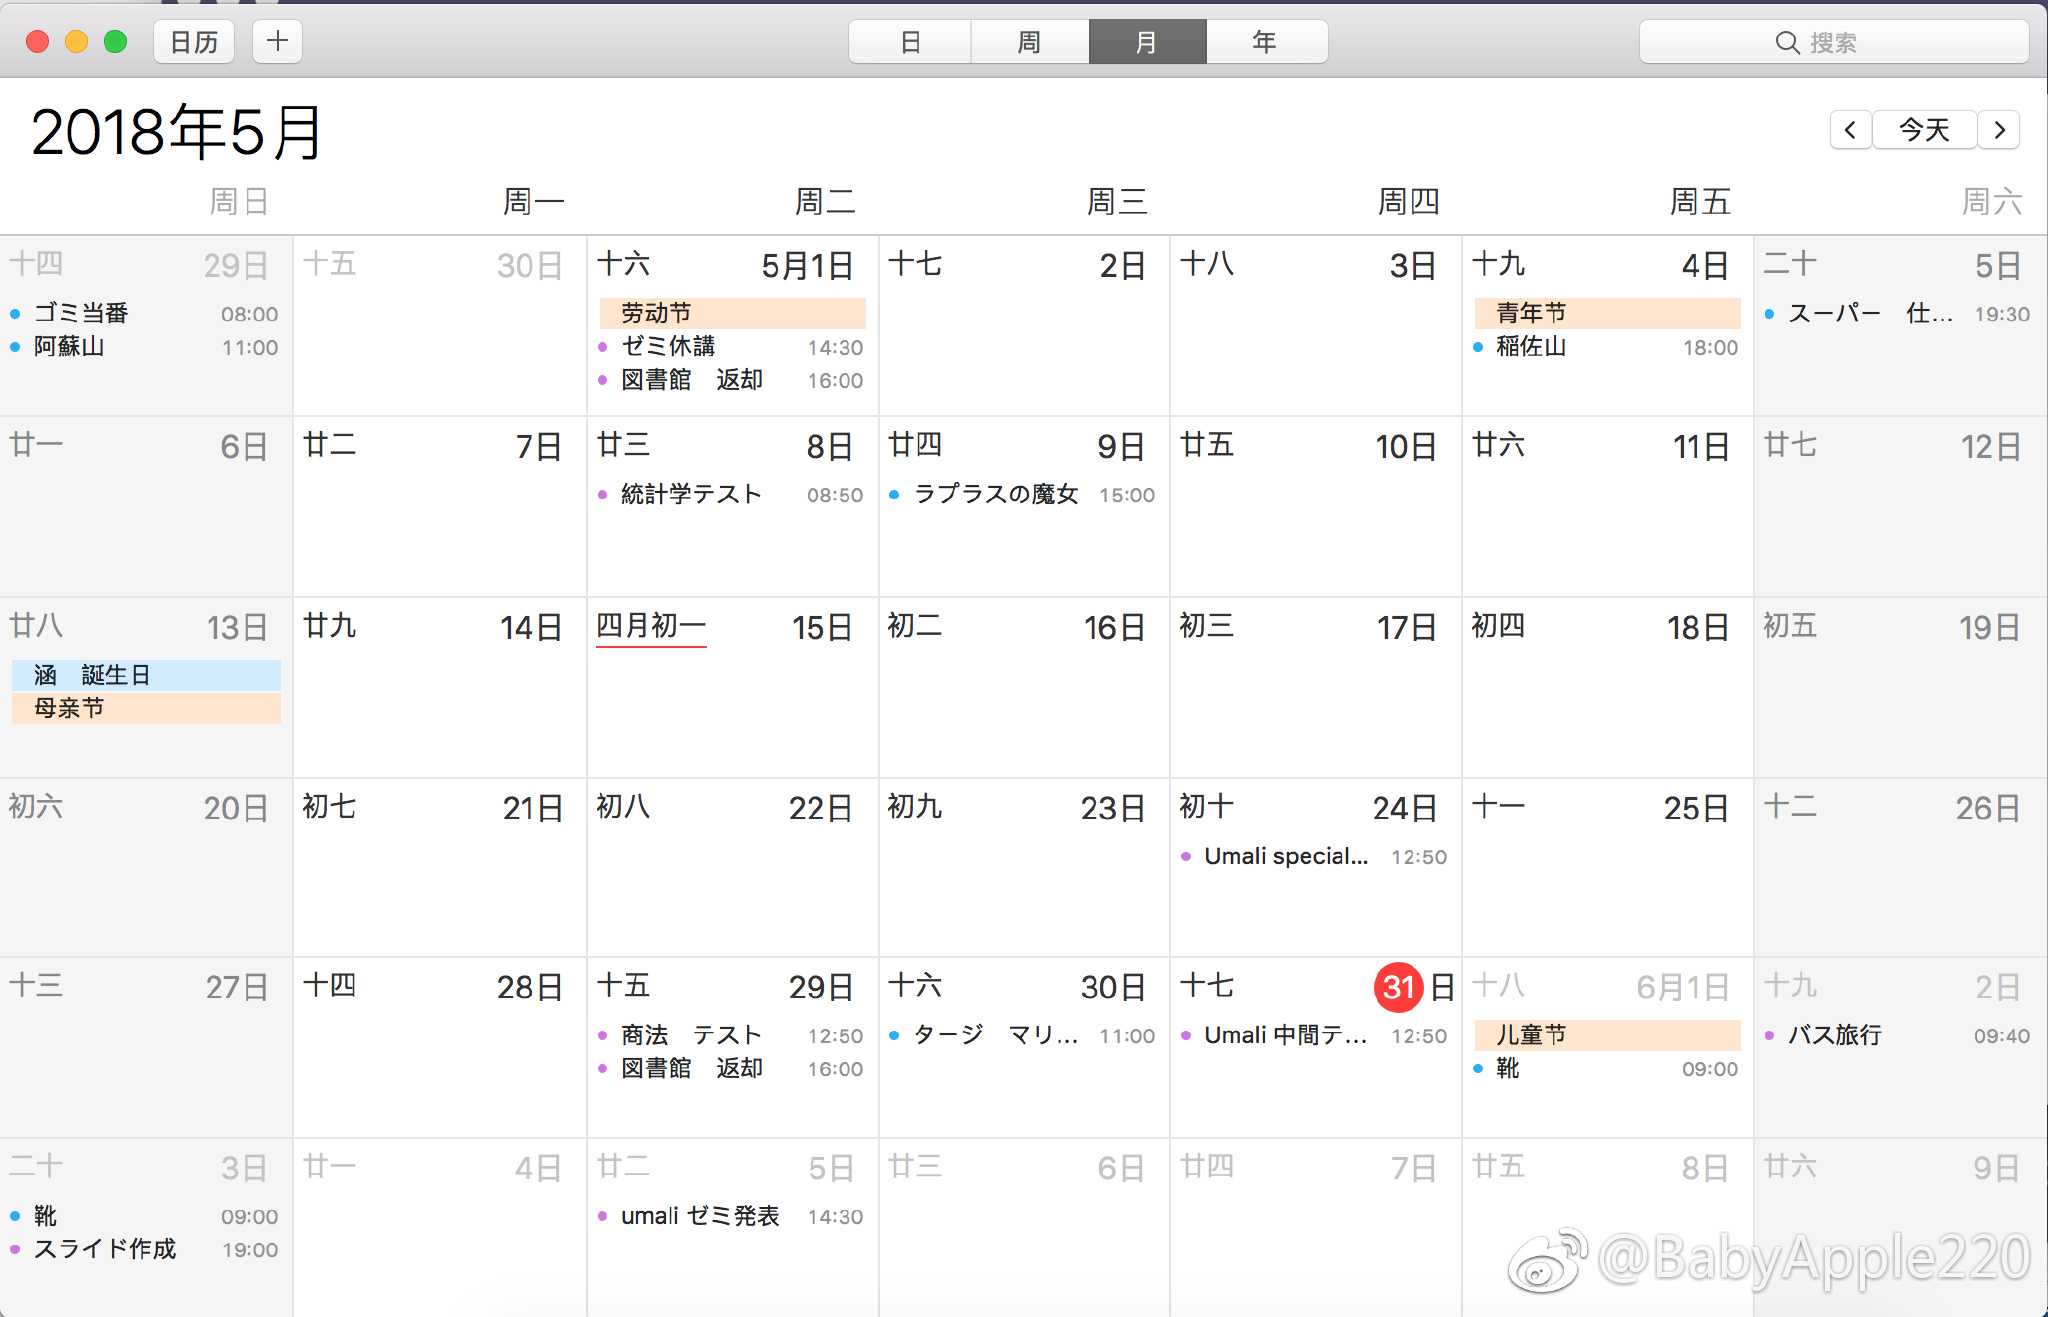 日历 + 日 周 月 年 搜索
2018年5月 今天
周日 周一 周二 周三 周四 周五 周六
十四 29日 十五 30日 十六 5月1日 十七 2日 十八 3日 十九 4日 二十 5日
ゴミ当番 08:00 劳动节 青年节 スーパー　仕… 19:30
阿蘇山 11:00 ゼミ休講 14:30 稲佐山 18:00
図書館　返却 16:00
廿一 6日 廿二 7日 廿三 8日 廿四 9日 廿五 10日 廿六 11日 廿七 12日
統計学テスト 08:50 ラプラスの魔女 15:00
廿八 13日 廿九 14日 四月初一 15日 初二 16日 初三 17日 初四 18日 初五 19日
涵　誕生日
母亲节
初六 20日 初七 21日 初八 22日 初九 23日 初十 24日 十一 25日 十二 26日
Umali special… 12:50
十三 27日 十四 28日 十五 29日 十六 30日 十七 31日 十八 6月1日 十九 2日
商法　テスト 12:50 タージ　マリ… 11:00 Umali 中間テ… 12:50 儿童节 バス旅行 09:40
図書館　返却 16:00 靴 09:00
二十 3日 廿一 4日 廿二 5日 廿三 6日 廿四 7日 廿五 8日 廿六 9日
靴 09:00 umali ゼミ発表 14:30
スライド作成 19:00
@BabyApple220